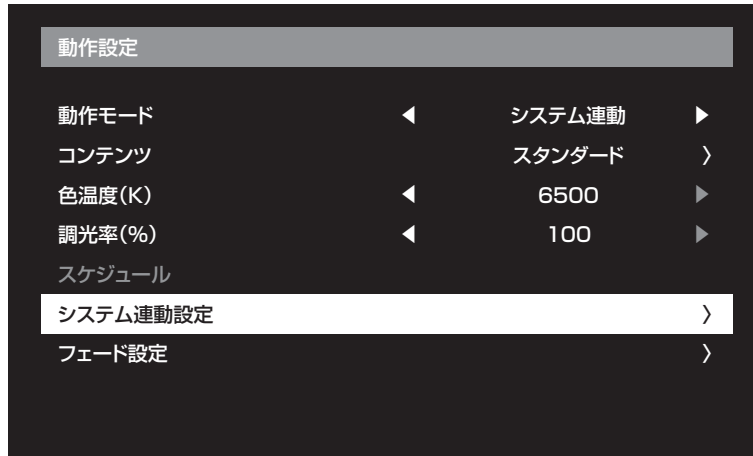 動作設定
動作モード ◀ システム連動 ▶
コンテンツ スタンダード 〉
色温度(K) ◀ 6500 ▶
調光率(%) ◀ 100 ▶
スケジュール
システム連動設定 〉
フェード設定 〉